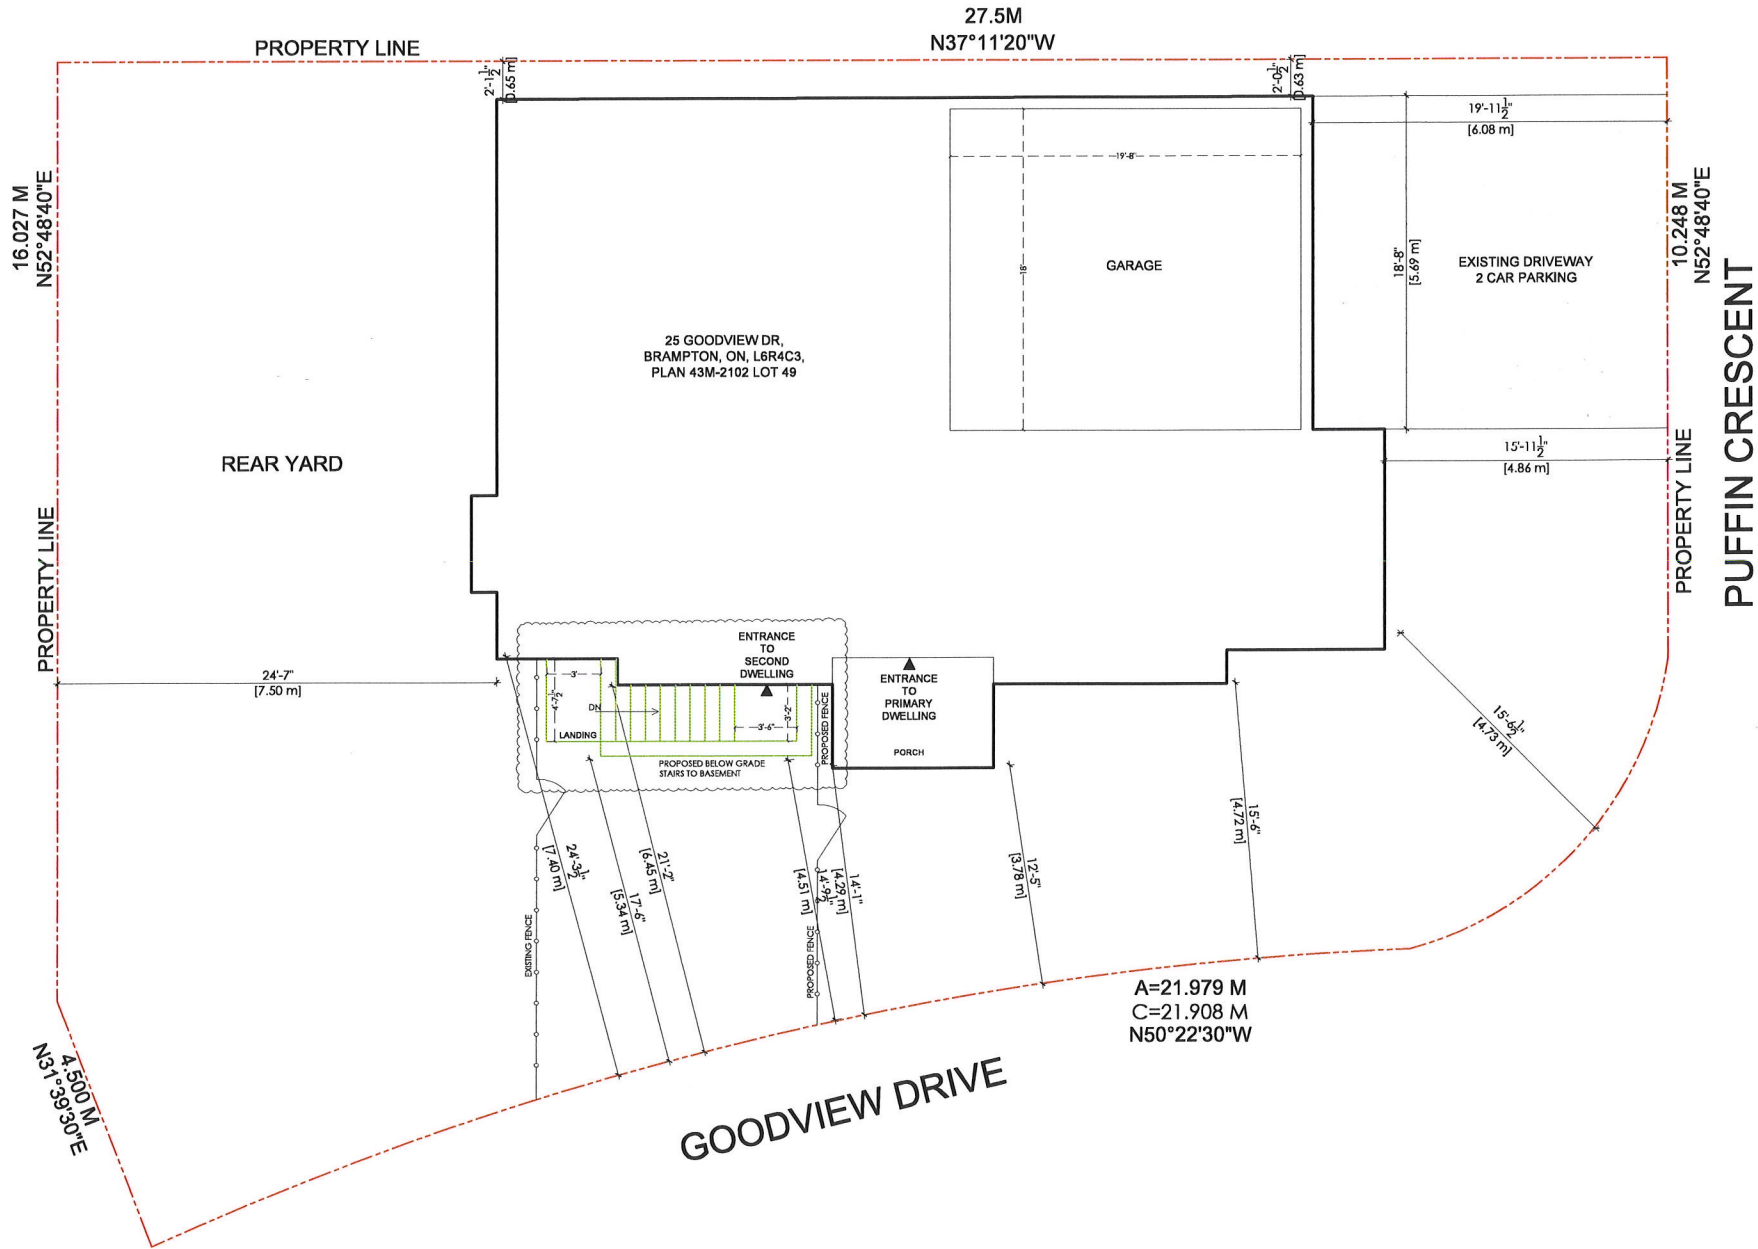 27.5M
N37°11'20"W
PROPERTY LINE
2'-1½"
[0.65 m]
2'-0½"
[0.63 m]
19'-11½"
[6.08 m]
19'-8"
16.027 M
N52°48'40"E
10.248 M
N52°48'40"E
18'
GARAGE
18'-8"
[5.69 m]
EXISTING DRIVEWAY
2 CAR PARKING
PUFFIN CRESCENT
25 GOODVIEW DR,
BRAMPTON, ON, L6R4C3,
PLAN 43M-2102 LOT 49
REAR YARD
15'-11½"
[4.86 m]
PROPERTY LINE
PROPERTY LINE
24'-7"
[7.50 m]
ENTRANCE
TO
SECOND
DWELLING
ENTRANCE
TO
PRIMARY
DWELLING
PORCH
3'
4'-7½"
DN
LANDING
3'-6"
3'-2"
PROPOSED FENCE
PROPOSED BELOW GRADE
STAIRS TO BASEMENT
15'-6½"
[4.73 m]
15'-6"
[4.72 m]
12'-5"
[3.78 m]
14'-1"
[4.29 m]
14'-9½"
[4.51 m]
21'-2"
[6.45 m]
17'-6"
[5.34 m]
24'-3½"
[7.40 m]
EXISTING FENCE
PROPOSED FENCE
A=21.979 M
C=21.908 M
N50°22'30"W
4.500 M
N31°39'30"E
GOODVIEW DRIVE